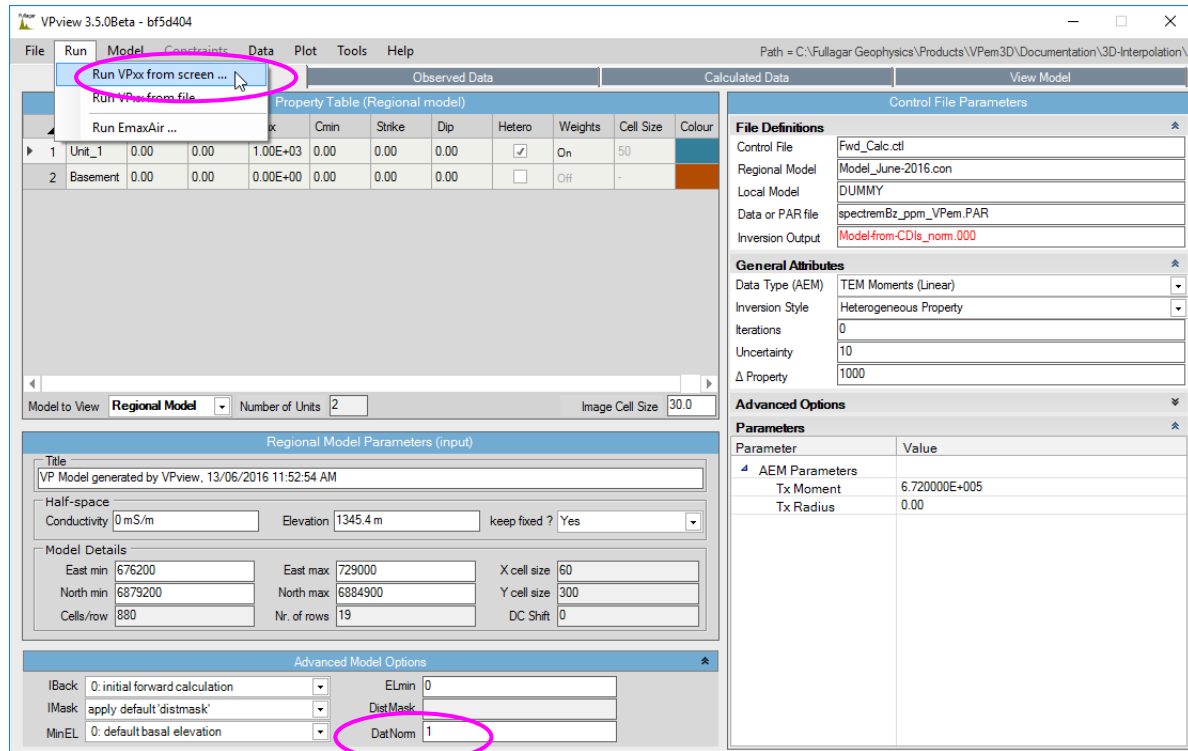 VPview 3.5.0Beta - bf5d404
File Run Model Constraints Data Plot Tools Help Path = C:\Fullagar Geophysics\Products\VPem3D\Documentation\3D-Interpolation\
Run VPxx from screen ...
Run VPxx from file
Run EmaxAir ...
Observed Data Calculated Data View Model
Property Table (Regional model)
Cmin Strike Dip Hetero Weights Cell Size Colour
1 Unit_1 0.00 0.00 1.00E+03 0.00 0.00 0.00 On 50
2 Basement 0.00 0.00 0.00E+00 0.00 0.00 0.00 Off -
Model to View Regional Model Number of Units 2 Image Cell Size 30.0
Regional Model Parameters (input)
Title
VP Model generated by VPview, 13/06/2016 11:52:54 AM
Half-space
Conductivity 0 mS/m Elevation 1345.4 m keep fixed ? Yes
Model Details
East min 676200 East max 729000 X cell size 60
North min 6879200 North max 6884900 Y cell size 300
Cells/row 880 Nr. of rows 19 DC Shift 0
Advanced Model Options
IBack 0: initial forward calculation ELmin 0
IMask apply default 'distmask' DistMask
MinEL 0: default basal elevation DatNorm 1
Control File Parameters
File Definitions
Control File Fwd_Calc.ctl
Regional Model Model_June-2016.con
Local Model DUMMY
Data or PAR file spectremBz_ppm_VPem.PAR
Inversion Output Model-from-CDIs_norm.000
General Attributes
Data Type (AEM) TEM Moments (Linear)
Inversion Style Heterogeneous Property
Iterations 0
Uncertainty 10
Δ Property 1000
Advanced Options
Parameters
Parameter Value
AEM Parameters
Tx Moment 6.720000E+005
Tx Radius 0.00